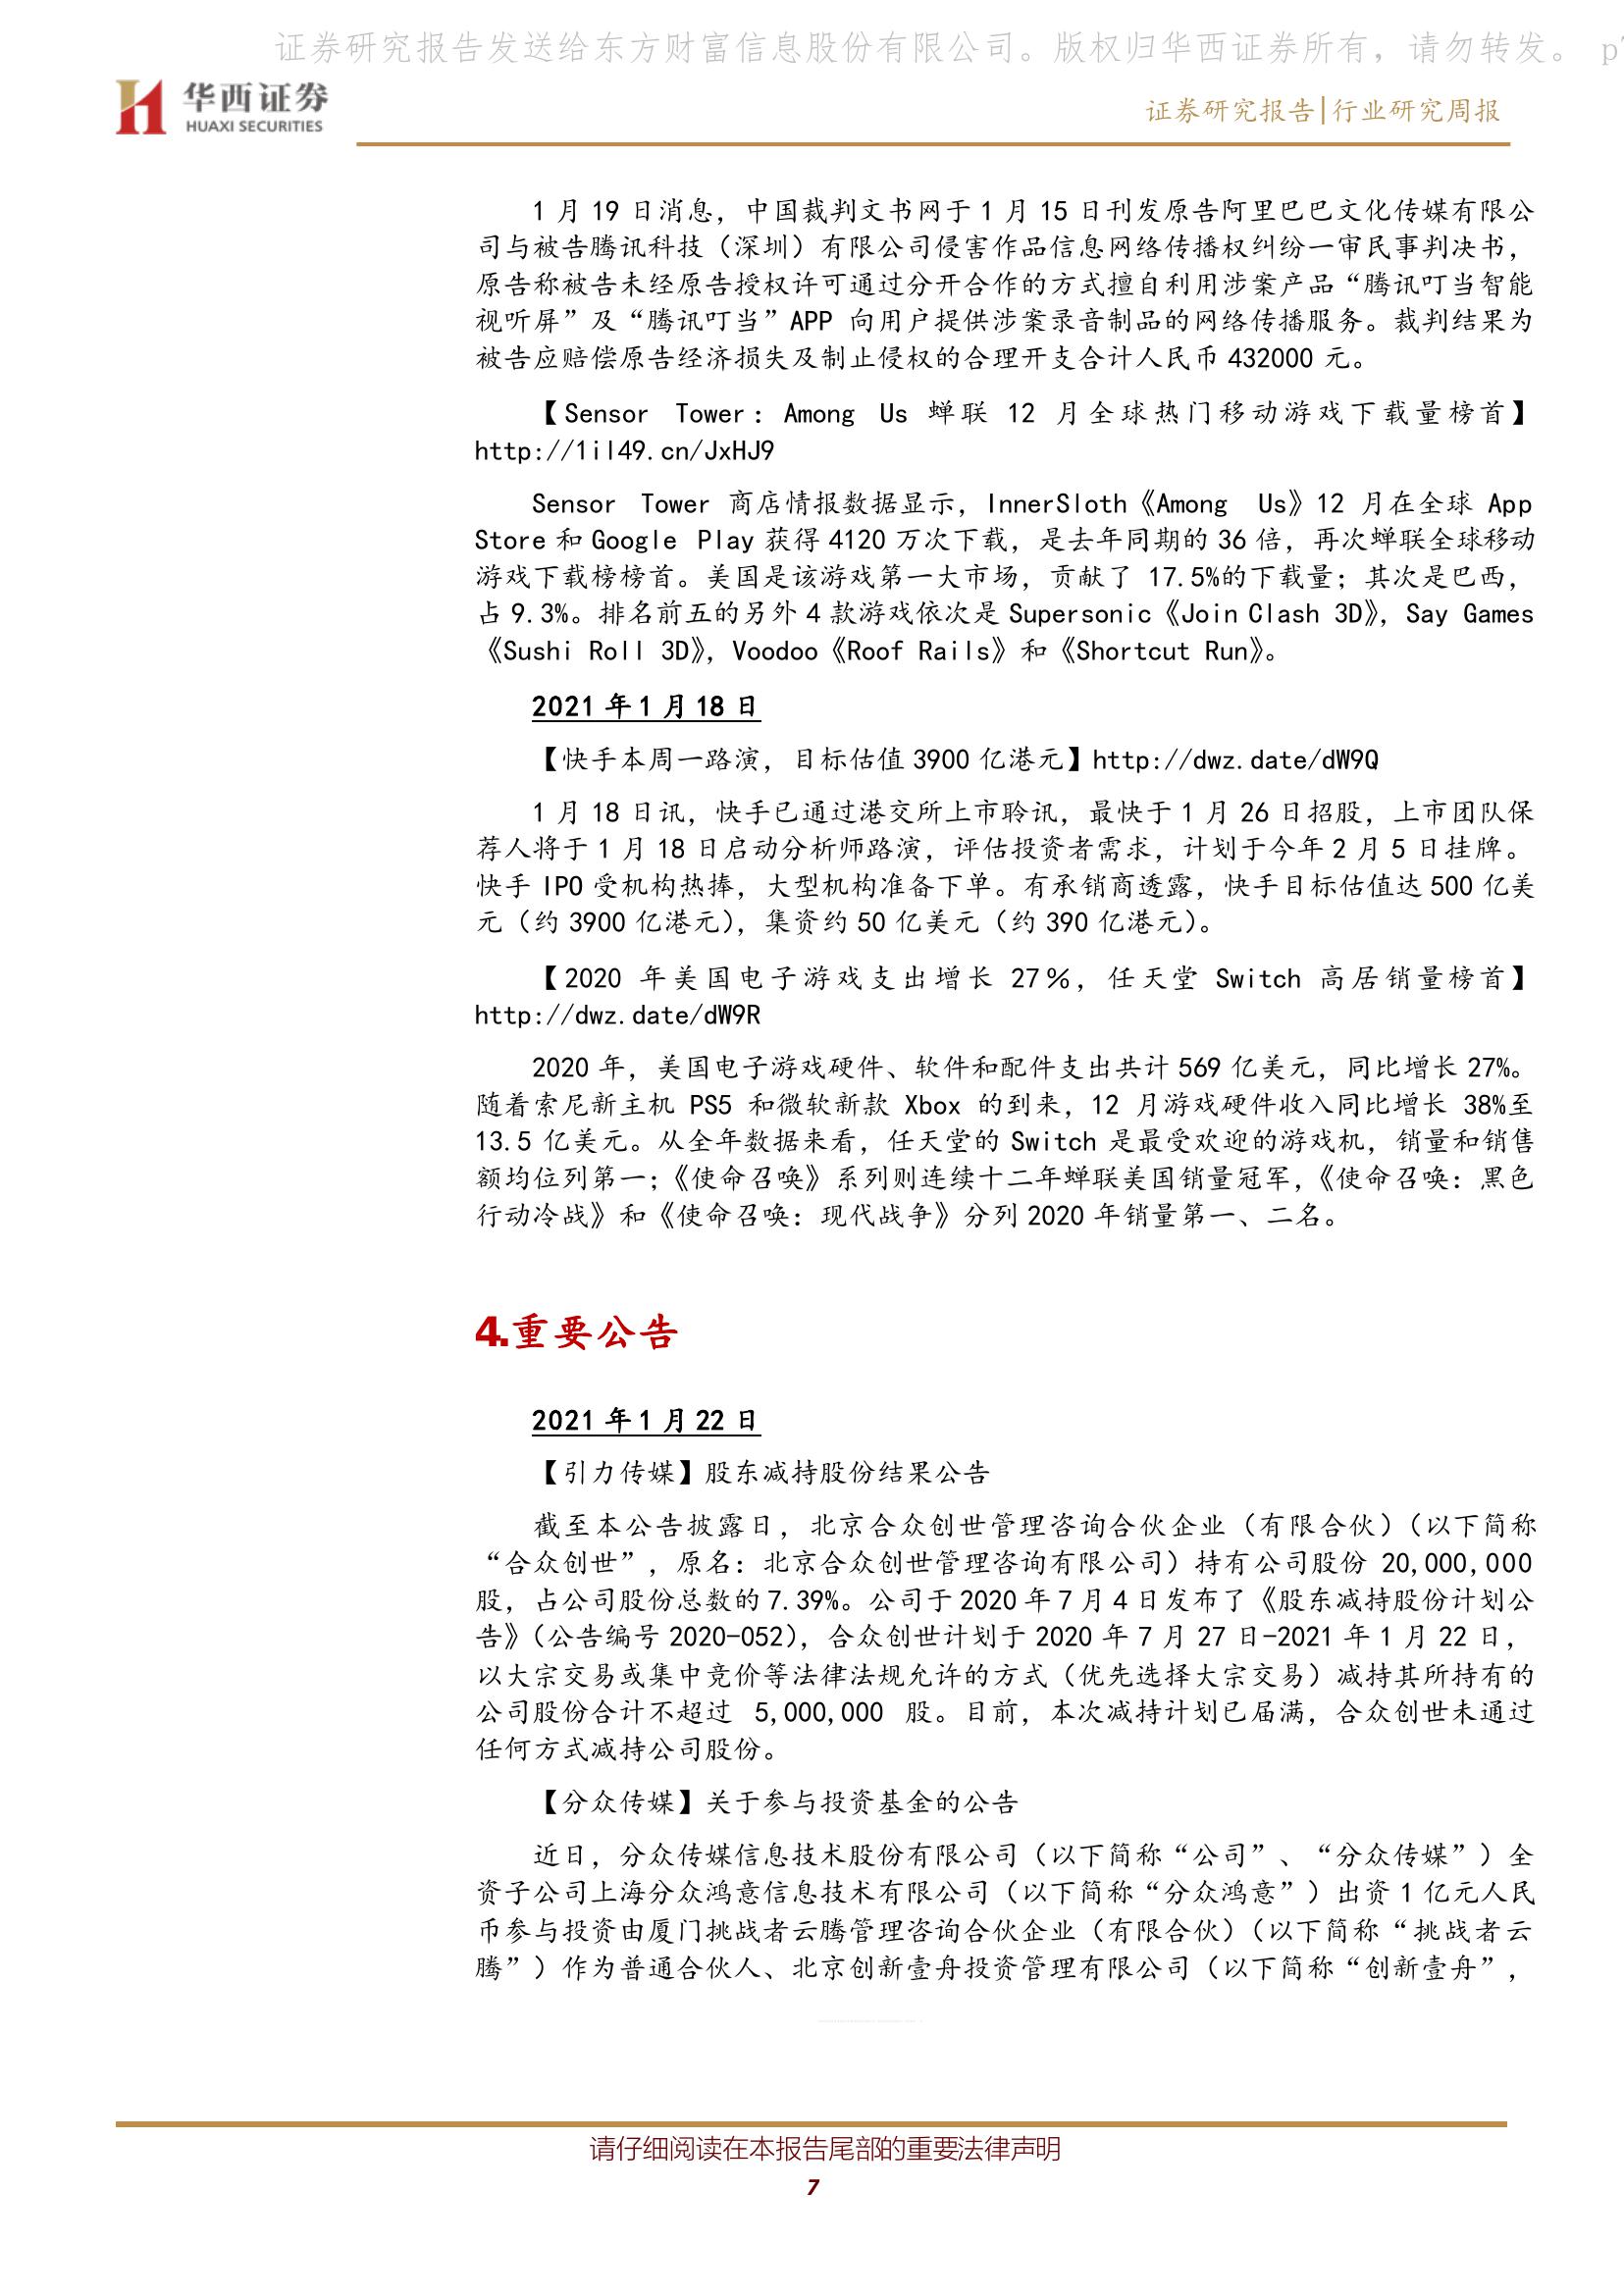 证券研究报告发送给东方财富信息股份有限公司。版权归华西证券所有，请勿转发。 p
华西证券
HUAXI SECURITIES
证券研究报告|行业研究周报
1 月 19 日消息，中国裁判文书网于 1 月 15 日刊发原告阿里巴巴文化传媒有限公
司与被告腾讯科技（深圳）有限公司侵害作品信息网络传播权纠纷一审民事判决书，
原告称被告未经原告授权许可通过分开合作的方式擅自利用涉案产品“腾讯叮当智能
视听屏”及“腾讯叮当”APP 向用户提供涉案录音制品的网络传播服务。裁判结果为
被告应赔偿原告经济损失及制止侵权的合理开支合计人民币 432000 元。
【Sensor Tower：Among Us 蝉联 12 月全球热门移动游戏下载量榜首】
http://1il49.cn/JxHJ9
Sensor Tower 商店情报数据显示，InnerSloth《Among Us》12 月在全球 App
Store 和 Google Play 获得 4120 万次下载，是去年同期的 36 倍，再次蝉联全球移动
游戏下载榜榜首。美国是该游戏第一大市场，贡献了 17.5%的下载量；其次是巴西，
占 9.3%。排名前五的另外 4 款游戏依次是 Supersonic《Join Clash 3D》，Say Games
《Sushi Roll 3D》，Voodoo《Roof Rails》和《Shortcut Run》。
2021 年 1 月 18 日
【快手本周一路演，目标估值 3900 亿港元】http://dwz.date/dW9Q
1 月 18 日讯，快手已通过港交所上市聆讯，最快于 1 月 26 日招股，上市团队保
荐人将于 1 月 18 日启动分析师路演，评估投资者需求，计划于今年 2 月 5 日挂牌。
快手 IPO 受机构热捧，大型机构准备下单。有承销商透露，快手目标估值达 500 亿美
元（约 3900 亿港元），集资约 50 亿美元（约 390 亿港元）。
【2020 年美国电子游戏支出增长 27%，任天堂 Switch 高居销量榜首】
http://dwz.date/dW9R
2020 年，美国电子游戏硬件、软件和配件支出共计 569 亿美元，同比增长 27%。
随着索尼新主机 PS5 和微软新款 Xbox 的到来，12 月游戏硬件收入同比增长 38%至
13.5 亿美元。从全年数据来看，任天堂的 Switch 是最受欢迎的游戏机，销量和销售
额均位列第一；《使命召唤》系列则连续十二年蝉联美国销量冠军，《使命召唤：黑色
行动冷战》和《使命召唤：现代战争》分列 2020 年销量第一、二名。
4.重要公告
2021 年 1 月 22 日
【引力传媒】股东减持股份结果公告
截至本公告披露日，北京合众创世管理咨询合伙企业（有限合伙）（以下简称
“合众创世”，原名：北京合众创世管理咨询有限公司）持有公司股份 20,000,000
股，占公司股份总数的 7.39%。公司于 2020 年 7 月 4 日发布了《股东减持股份计划公
告》（公告编号 2020-052），合众创世计划于 2020 年 7 月 27 日-2021 年 1 月 22 日，
以大宗交易或集中竞价等法律法规允许的方式（优先选择大宗交易）减持其所持有的
公司股份合计不超过 5,000,000 股。目前，本次减持计划已届满，合众创世未通过
任何方式减持公司股份。
【分众传媒】关于参与投资基金的公告
近日，分众传媒信息技术股份有限公司（以下简称“公司”、“分众传媒”）全
资子公司上海分众鸿意信息技术有限公司（以下简称“分众鸿意”）出资 1 亿元人民
币参与投资由厦门挑战者云腾管理咨询合伙企业（有限合伙）（以下简称“挑战者云
腾”）作为普通合伙人、北京创新壹舟投资管理有限公司（以下简称“创新壹舟”，
请仔细阅读在本报告尾部的重要法律声明
7